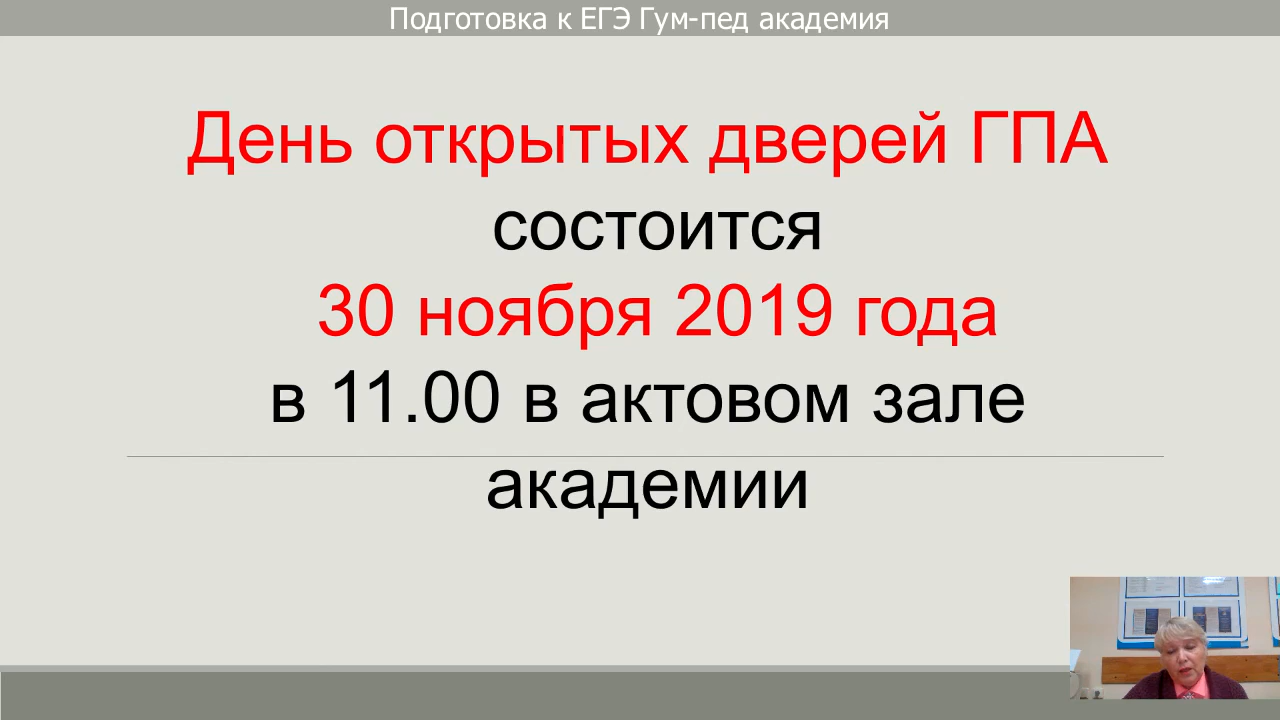 Подготовка к ЕГЭ Гум-пед академия
День открытых дверей ГПА
состоится
30 ноября 2019 года
в 11.00 в актовом зале
академии